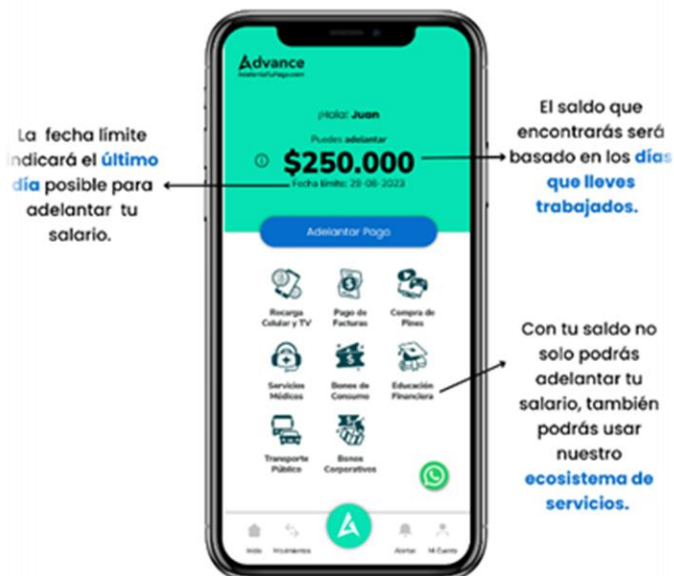 Advance
AdelantaTuPago.com
¡Hola! Juan
Puedes adelantar
$250.000
Fecha límite: 29-08-2023
Adelantar Pago
Recarga
Celular y TV
Pago de
Facturas
Compra de
Pines
Servicios
Médicos
Bonos de
Consumo
Educación
Financiera
Transporte
Público
Bonos
Corporativos
Inicio
Movimientos
Alertas
Mi Cuenta
La fecha límite
indicará el último
día posible para
adelantar tu
salario.
El saldo que
encontrarás será
basado en los días
que lleves
trabajados.
Con tu saldo no
solo podrás
adelantar tu
salario, también
podrás usar
nuestro
ecosistema de
servicios.